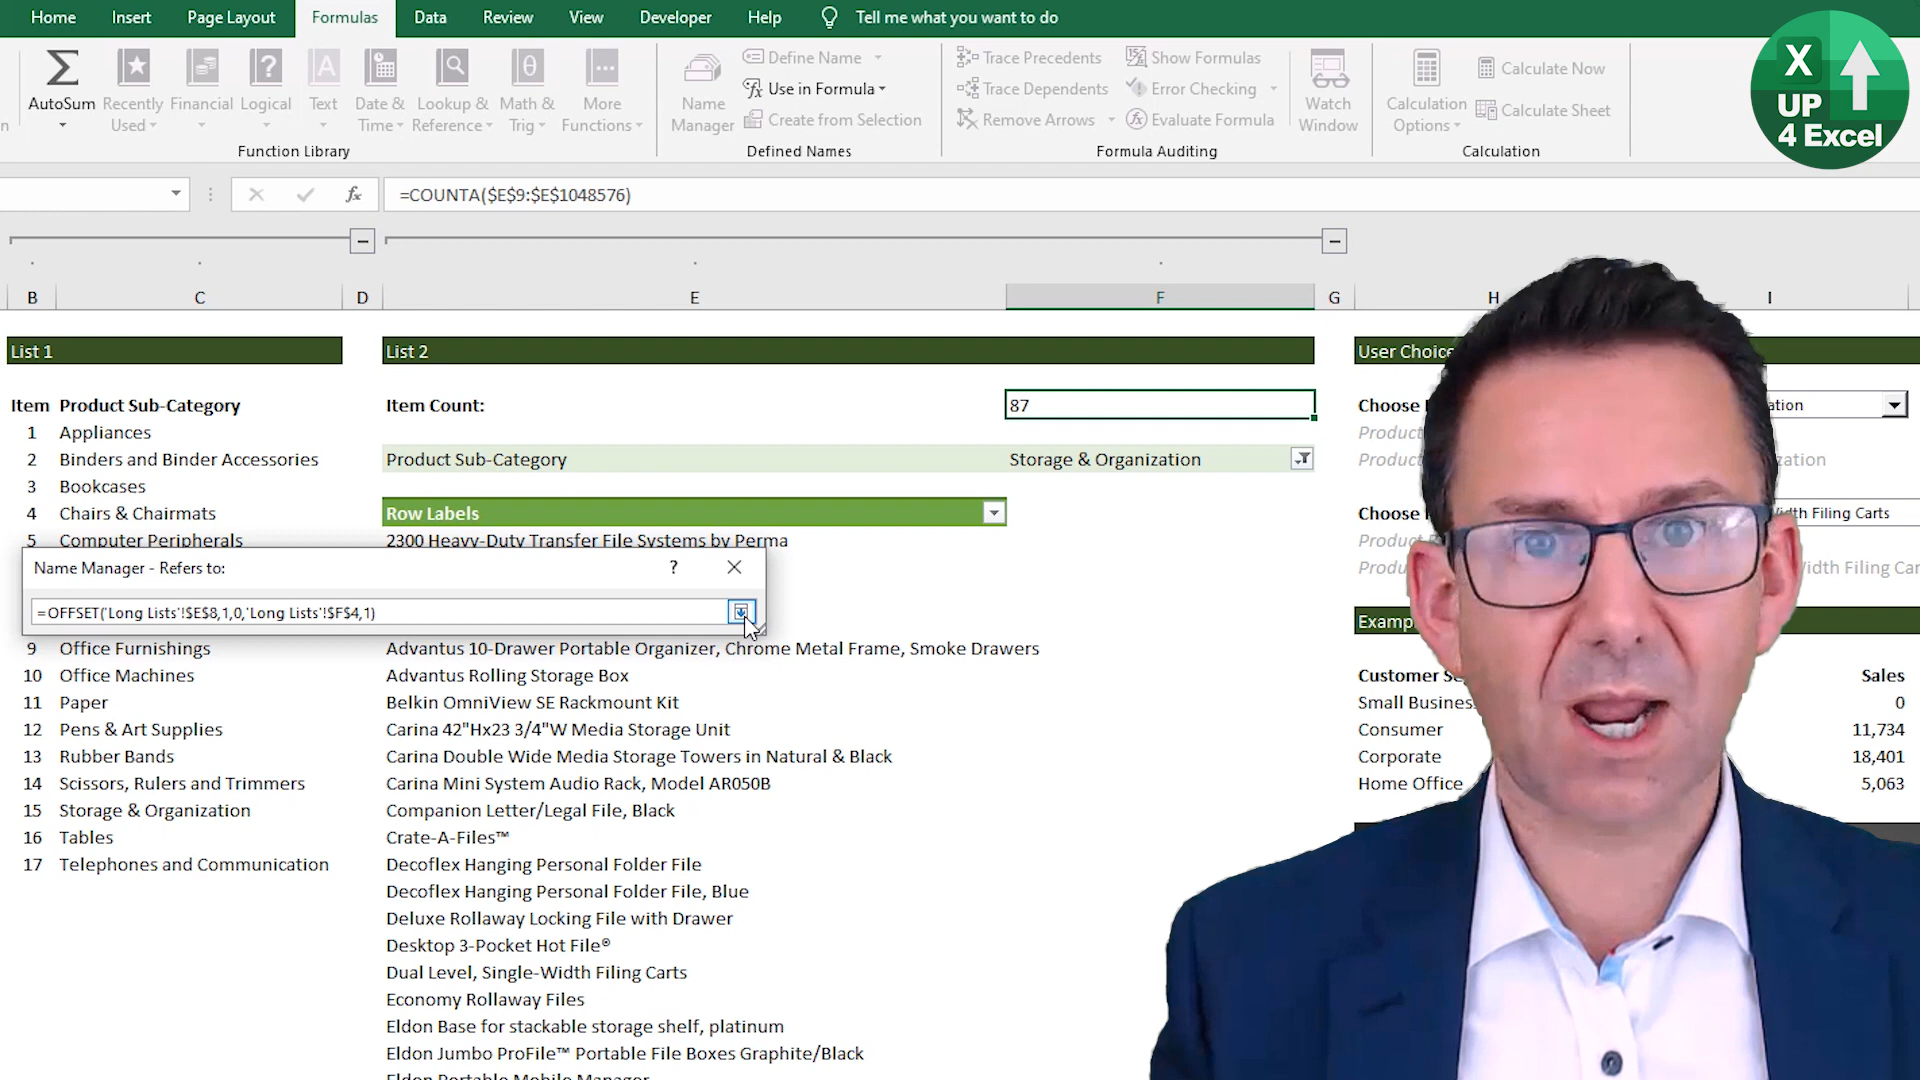 Home Insert Page Layout Formulas Data Review View Developer Help Tell me what you want to do
X
UP
4 Excel
AutoSum
Recently Used
Financial
Logical
Text
Date & Time
Lookup & Reference
Math & Trig
More Functions
Function Library
Name Manager
Define Name
Use in Formula
Create from Selection
Defined Names
Trace Precedents
Trace Dependents
Remove Arrows
Show Formulas
Error Checking
Evaluate Formula
Formula Auditing
Watch Window
Calculation Options
Calculate Now
Calculate Sheet
Calculation
fx =COUNTA($E$9:$E$1048576)
B C D E F G H I
List 1
Item Product Sub-Category
1 Appliances
2 Binders and Binder Accessories
3 Bookcases
4 Chairs & Chairmats
5 Computer Peripherals
Name Manager - Refers to: ?
=OFFSET('Long Lists'!$E$8,1,0,'Long Lists'!$F$4,1)
9 Office Furnishings
10 Office Machines
11 Paper
12 Pens & Art Supplies
13 Rubber Bands
14 Scissors, Rulers and Trimmers
15 Storage & Organization
16 Tables
17 Telephones and Communication
List 2
Item Count: 87
Product Sub-Category Storage & Organization
Row Labels
2300 Heavy-Duty Transfer File Systems by Perma
Advantus 10-Drawer Portable Organizer, Chrome Metal Frame, Smoke Drawers
Advantus Rolling Storage Box
Belkin OmniView SE Rackmount Kit
Carina 42"Hx23 3/4"W Media Storage Unit
Carina Double Wide Media Storage Towers in Natural & Black
Carina Mini System Audio Rack, Model AR050B
Companion Letter/Legal File, Black
Crate-A-Files™
Decoflex Hanging Personal Folder File
Decoflex Hanging Personal Folder File, Blue
Deluxe Rollaway Locking File with Drawer
Desktop 3-Pocket Hot File®
Dual Level, Single-Width Filing Carts
Economy Rollaway Files
Eldon Base for stackable storage shelf, platinum
Eldon Jumbo ProFile™ Portable File Boxes Graphite/Black
User Choice
Choose
Product
Product
Choose
Product
Filing Carts
Customer Sales
Small Business 0
Consumer 11,734
Corporate 18,401
Home Office 5,063